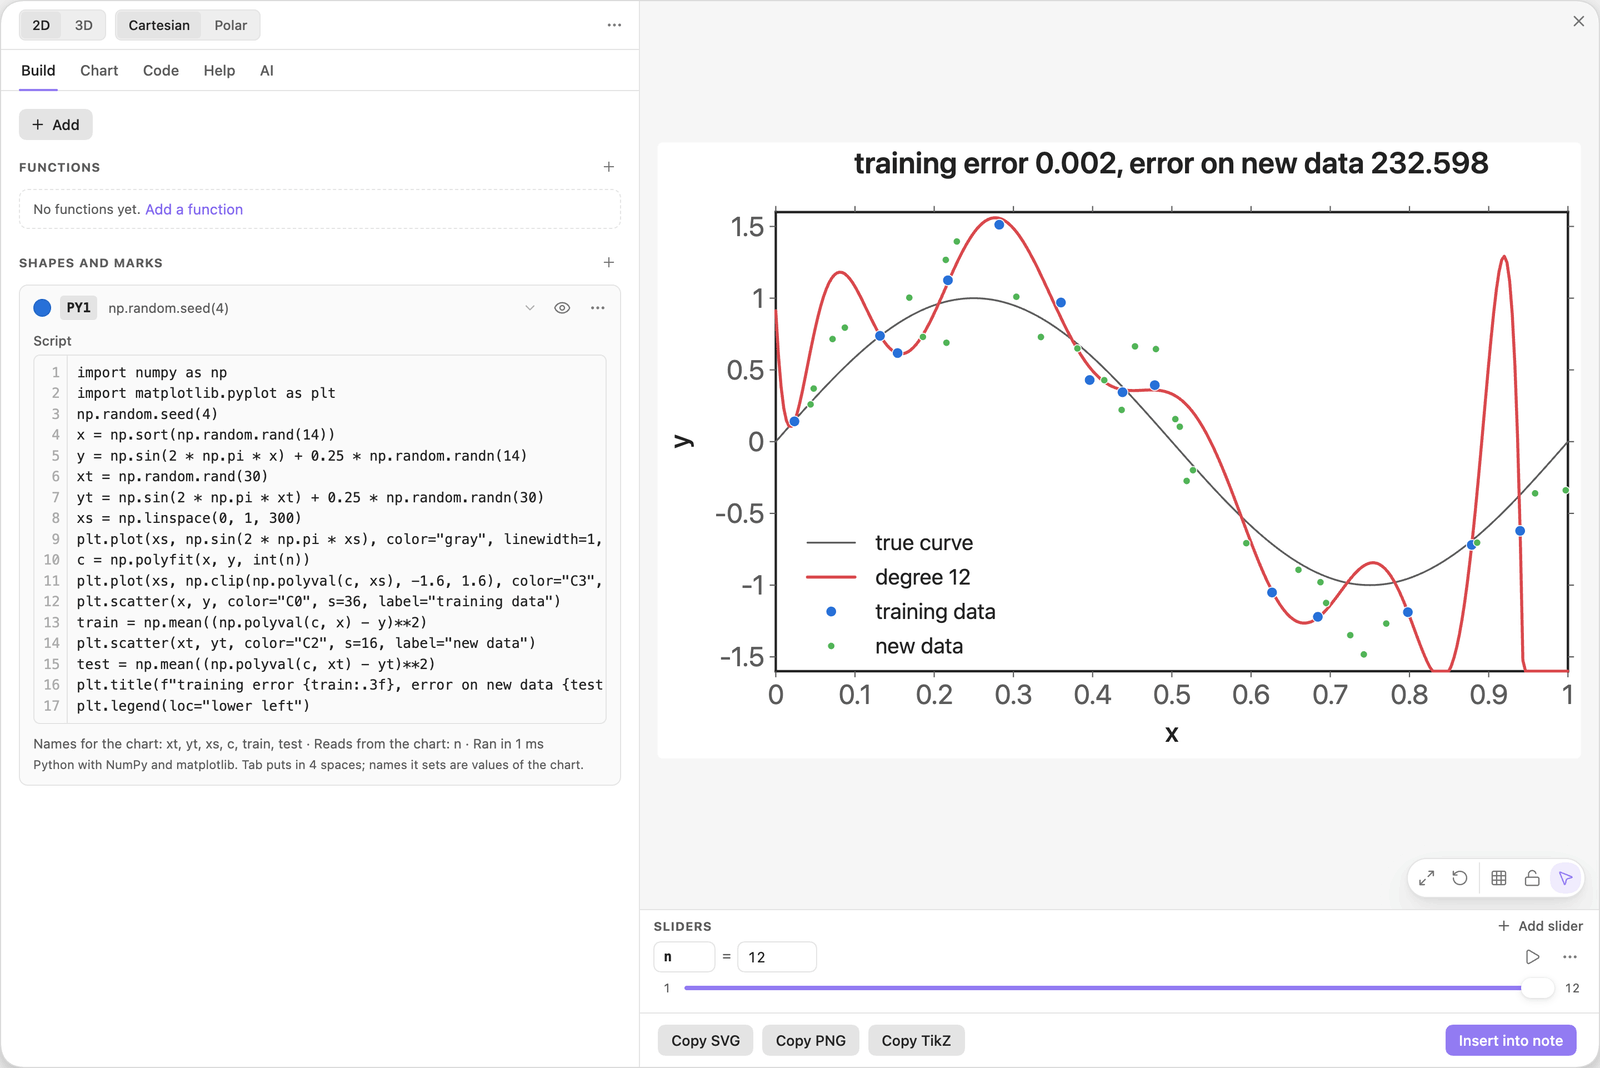 2D 3D Cartesian Polar
Build Chart Code Help AI
+ Add
FUNCTIONS
No functions yet. Add a function
SHAPES AND MARKS
PY1 np.random.seed(4)
Script
1 import numpy as np
2 import matplotlib.pyplot as plt
3 np.random.seed(4)
4 x = np.sort(np.random.rand(14))
5 y = np.sin(2 * np.pi * x) + 0.25 * np.random.randn(14)
6 xt = np.random.rand(30)
7 yt = np.sin(2 * np.pi * xt) + 0.25 * np.random.randn(30)
8 xs = np.linspace(0, 1, 300)
9 plt.plot(xs, np.sin(2 * np.pi * xs), color="gray", linewidth=1,
10 c = np.polyfit(x, y, int(n))
11 plt.plot(xs, np.clip(np.polyval(c, xs), −1.6, 1.6), color="C3",
12 plt.scatter(x, y, color="C0", s=36, label="training data")
13 train = np.mean((np.polyval(c, x) − y)**2)
14 plt.scatter(xt, yt, color="C2", s=16, label="new data")
15 test = np.mean((np.polyval(c, xt) − yt)**2)
16 plt.title(f"training error {train:.3f}, error on new data {test
17 plt.legend(loc="lower left")
Names for the chart: xt, yt, xs, c, train, test · Reads from the chart: n · Ran in 1 ms
Python with NumPy and matplotlib. Tab puts in 4 spaces; names it sets are values of the chart.
training error 0.002, error on new data 232.598
1.5
1
0.5
0
−0.5
−1
−1.5
y
true curve
degree 12
training data
new data
0 0.1 0.2 0.3 0.4 0.5 0.6 0.7 0.8 0.9 1
x
SLIDERS
+ Add slider
n = 12
1 12
Copy SVG Copy PNG Copy TikZ Insert into note